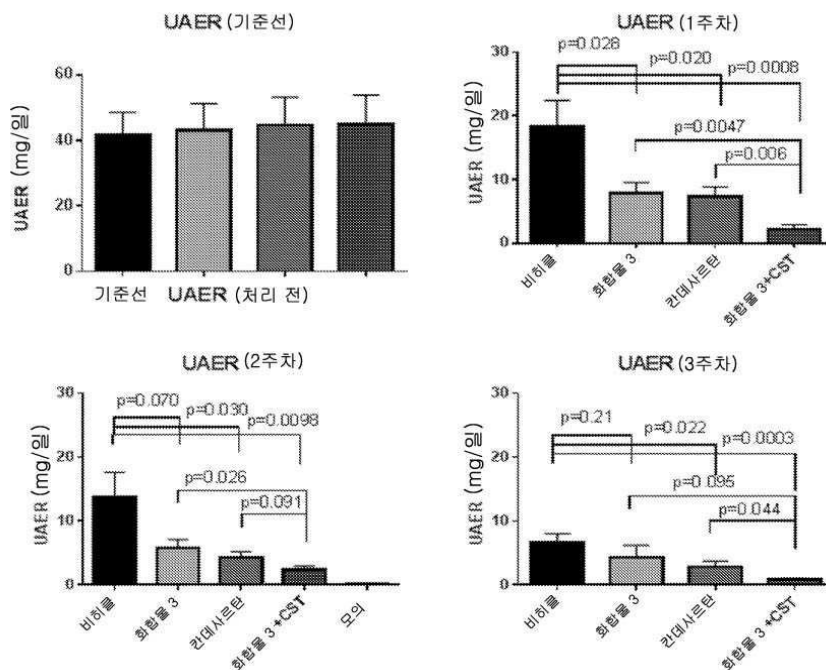 UAER (기준선)
UAER (mg/일)
60
40
20
0
기준선 UAER (처리 전)
UAER (1주차)
UAER (mg/일)
30
20
10
0
p=0.028
p=0.020
p=0.0008
p=0.0047
p=0.006
비히클
화합물 3
칸데사르탄
화합물 3+CST
UAER (2주차)
UAER (mg/일)
30
20
10
0
p=0.070
p=0.030
p=0.0098
p=0.026
p=0.091
비히클
화합물 3
칸데사르탄
화합물 3 +CST
모의
UAER (3주차)
UAER (mg/일)
30
20
10
0
p=0.21
p=0.022
p=0.0003
p=0.095
p=0.044
비히클
화합물 3
칸데사르탄
화합물 3+CST